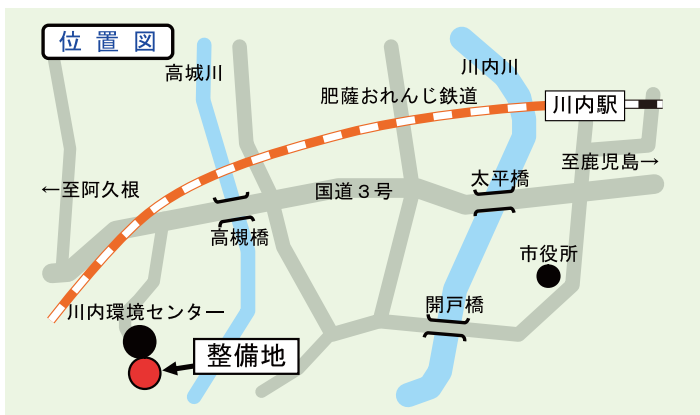 位置図
高城川
川内川
肥薩おれんじ鉄道
川内駅
至鹿児島→
←至阿久根
国道３号
太平橋
高槻橋
市役所
開戸橋
川内環境センター
整備地